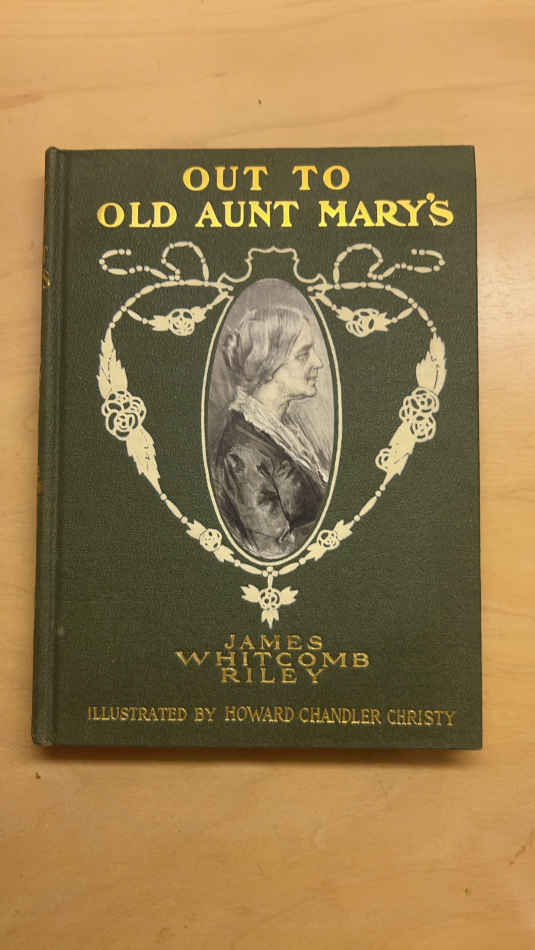 OUT TO
OLD AUNT MARY'S
JAMES
WHITCOMB
RILEY
ILLUSTRATED BY HOWARD CHANDLER CHRISTY